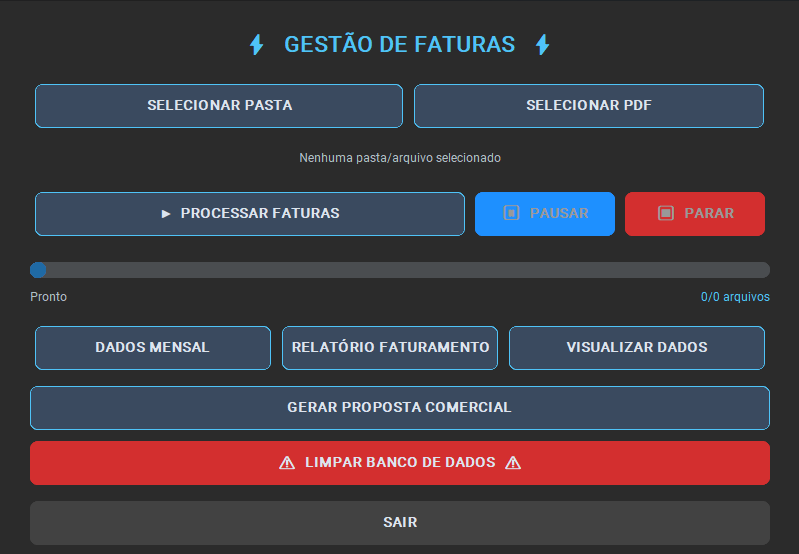 GESTÃO DE FATURAS
SELECIONAR PASTA SELECIONAR PDF
Nenhuma pasta/arquivo selecionado
PROCESSAR FATURAS PAUSAR PARAR
Pronto 0/0 arquivos
DADOS MENSAL RELATÓRIO FATURAMENTO VISUALIZAR DADOS
GERAR PROPOSTA COMERCIAL
LIMPAR BANCO DE DADOS
SAIR